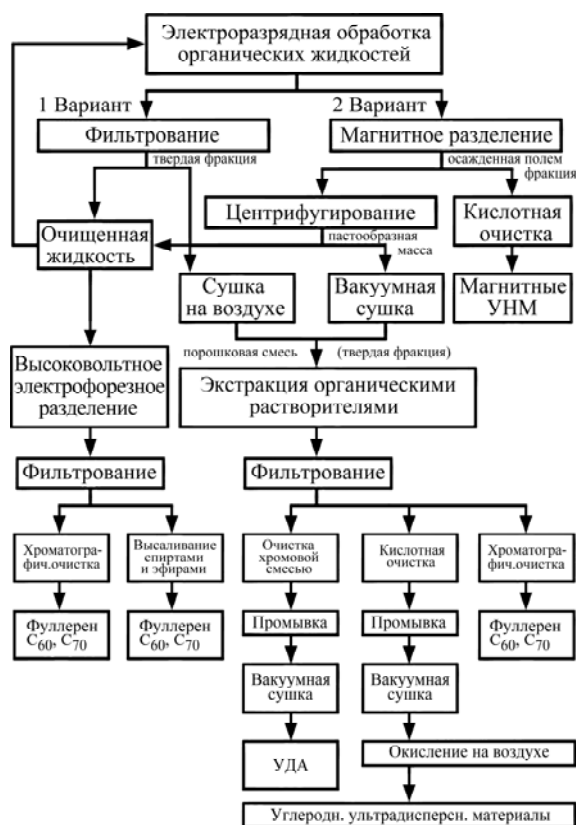 Электроразрядная обработка
органических жидкостей
1 Вариант
2 Вариант
Фильтрование
Магнитное разделение
твердая фракция
осажденная полем
фракция
Центрифугирование
Кислотная
очистка
Очищенная
жидкость
пастообразная
масса
Сушка
на воздухе
Вакуумная
сушка
Магнитные
УНМ
порошковая смесь
(твердая фракция)
Высоковольтное
электрофорезное
разделение
Экстракция органическими
растворителями
Фильтрование
Фильтрование
Хроматогра-
фич.очистка
Высаливание
спиртами
и эфирами
Очистка
хромовой
смесью
Кислотная
очистка
Хроматогра-
фич.очистка
Фуллерен
C60, C70
Фуллерен
C60, C70
Промывка
Промывка
Фуллерен
C60, C70
Вакуумная
сушка
Вакуумная
сушка
УДА
Окисление на воздухе
Углеродн. ультрадисперсн. материалы